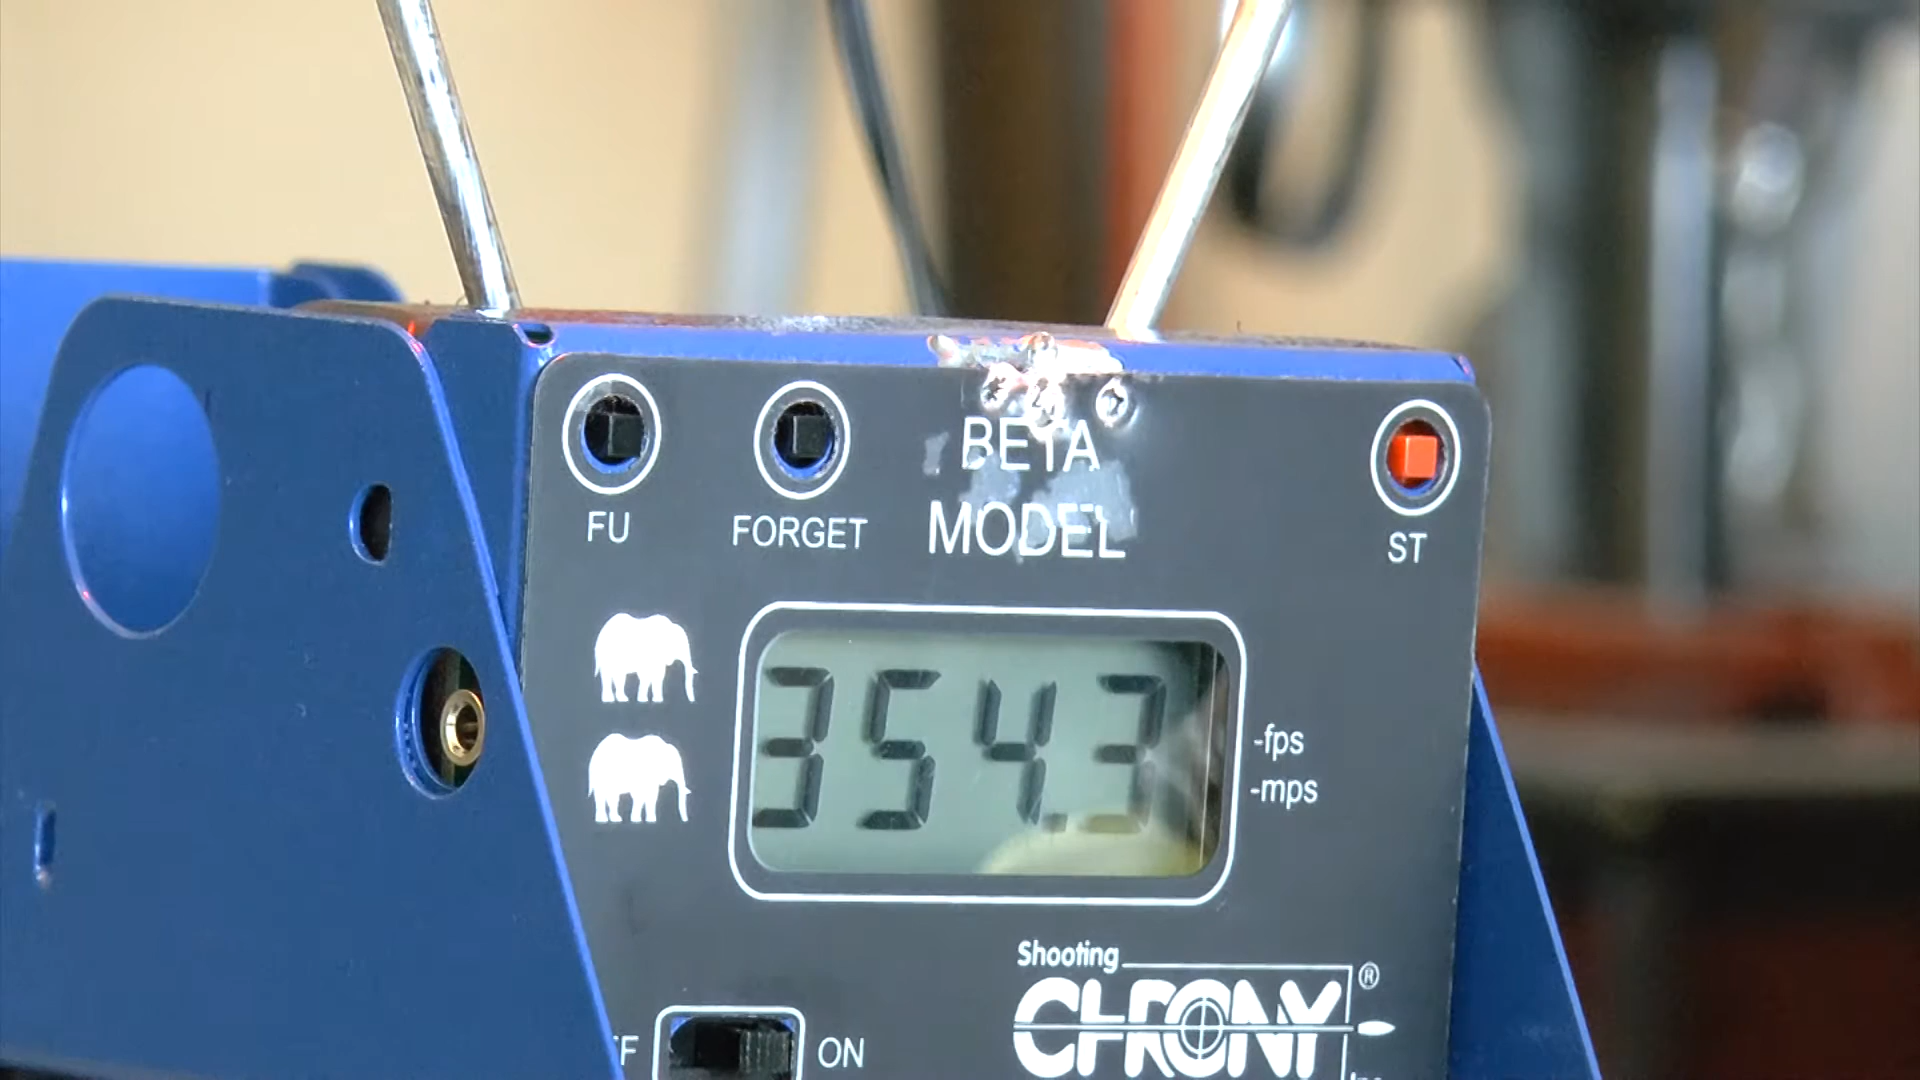 BETA
FU FORGET MODEL ST
354.3
-fps
-mps
Shooting
CHRONY ®
ON